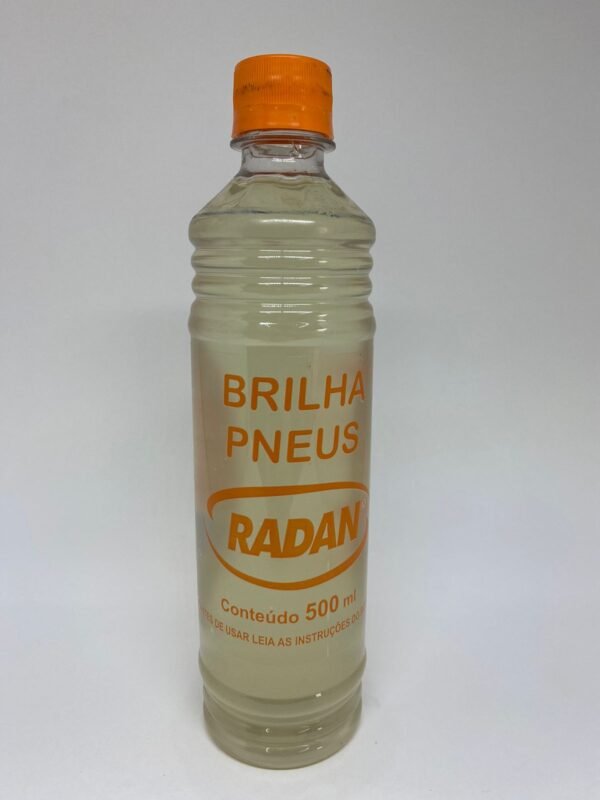 BRILHA
PNEUS
RADAN
Conteúdo 500 ml
DE USAR LEIA AS INSTRUÇÕES